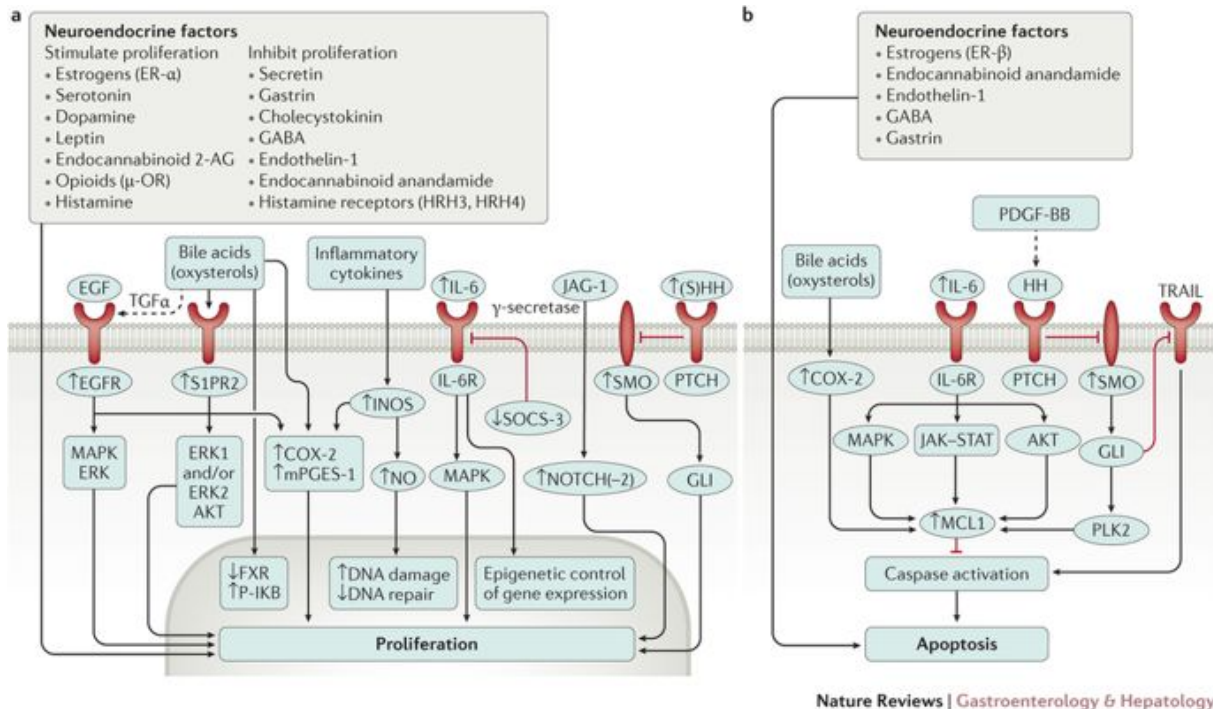 a
Neuroendocrine factors
Stimulate proliferation
• Estrogens (ER-α)
• Serotonin
• Dopamine
• Leptin
• Endocannabinoid 2-AG
• Opioids (μ-OR)
• Histamine
Inhibit proliferation
• Secretin
• Gastrin
• Cholecystokinin
• GABA
• Endothelin-1
• Endocannabinoid anandamide
• Histamine receptors (HRH3, HRH4)
EGF
TGFα
Bile acids
(oxysterols)
Inflammatory
cytokines
↑IL-6
γ-secretase
JAG-1
↑(S)HH
↑EGFR
↑S1PR2
IL-6R
↑SMO
PTCH
↑INOS
↓SOCS-3
MAPK
ERK
ERK1
and/or
ERK2
AKT
↑COX-2
↑mPGES-1
↑NO
MAPK
↑NOTCH(–2)
GLI
↓FXR
↑P-IKB
↑DNA damage
↓DNA repair
Epigenetic control
of gene expression
Proliferation
b
Neuroendocrine factors
• Estrogens (ER-β)
• Endocannabinoid anandamide
• Endothelin-1
• GABA
• Gastrin
PDGF-BB
Bile acids
(oxysterols)
↑IL-6
HH
TRAIL
↑COX-2
IL-6R
PTCH
↑SMO
MAPK
JAK–STAT
AKT
GLI
↑MCL1
PLK2
Caspase activation
Apoptosis
Nature Reviews | Gastroenterology & Hepatology